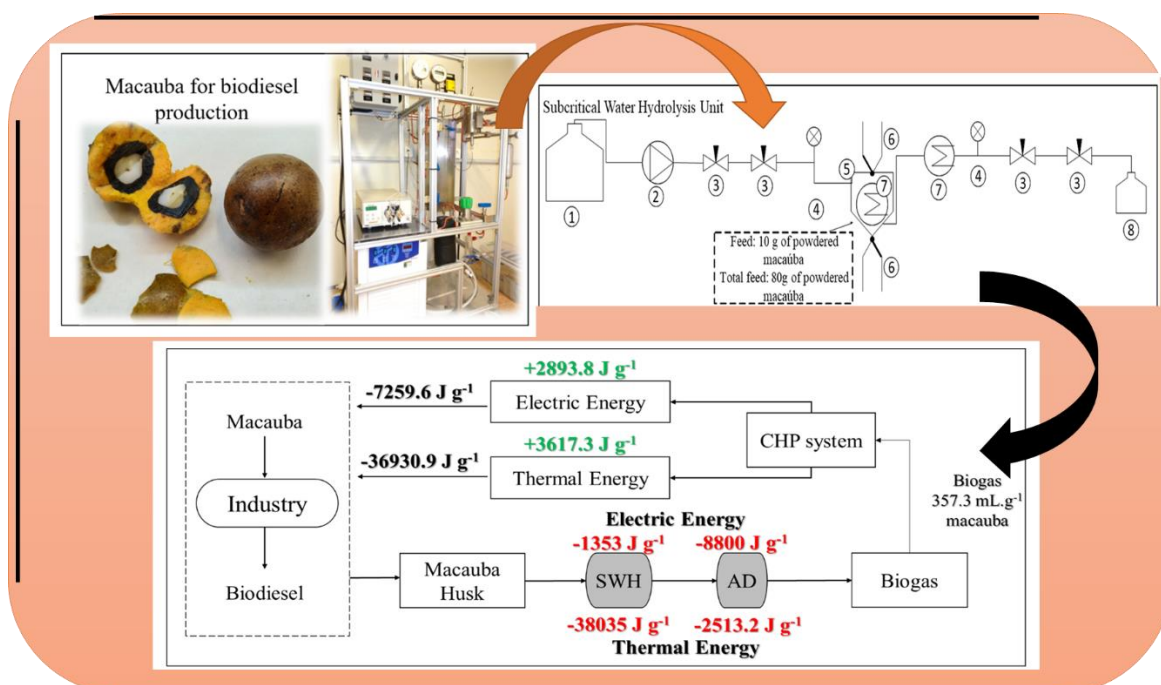 Macauba for biodiesel
production
Subcritical Water Hydrolysis Unit
①
②
③
③
④
⑤
⑥
⑦
⑥
⑦
④
③
③
⑧
Feed: 10 g of powdered
macaúba
Total feed: 80g of powdered
macaúba
Macauba
Industry
Biodiesel
-7259.6 J g⁻¹
-36930.9 J g⁻¹
+2893.8 J g⁻¹
Electric Energy
+3617.3 J g⁻¹
Thermal Energy
CHP system
Biogas
357.3 mL.g⁻¹
macauba
Electric Energy
-1353 J g⁻¹
-8800 J g⁻¹
Macauba
Husk
SWH
AD
Biogas
-38035 J g⁻¹
-2513.2 J g⁻¹
Thermal Energy